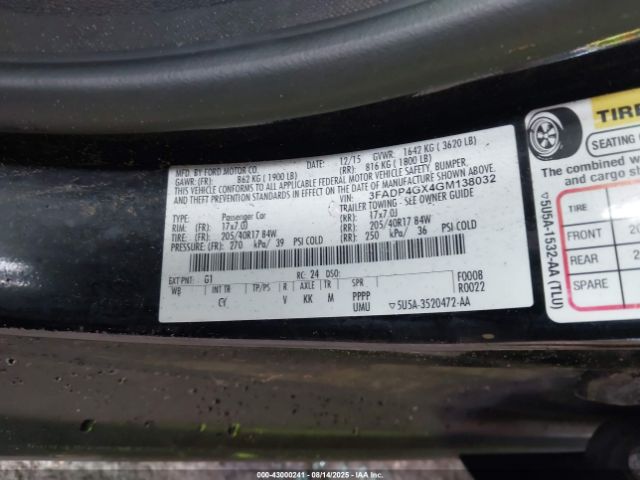 MFD. BY FORD MOTOR CO.
DATE: 12/15 GVWR: 1642 KG ( 3620 LB)
GAWR: (FR): 862 KG ( 1900 LB) (RR): 816 KG ( 1800 LB)
THIS VEHICLE CONFORMS TO ALL APPLICABLE FEDERAL MOTOR VEHICLE SAFETY, BUMPER,
AND THEFT PREVENTION STANDARDS IN EFFECT ON THE DATE OF MANUFACTURE SHOWN ABOVE.
VIN: 3FADP4GX4GM138032
TYPE: Passenger Car TRAILER TOWING - SEE OWNER GUIDE
RIM: (FR): 17x7.0J (RR): 17x7.0J
TIRE: (FR): 205/40R17 84W (RR): 205/40R17 84W
PRESSURE: (FR): 270 kPa/ 39 PSI COLD (RR): 250 kPa/ 36 PSI COLD
EXT PNT: G1 RC: 24 DSO: F0008
R0022
WB INT TR TP/PS R AXLE TR SPR
CY V KK M PPPP
UMU
▽5U5A-3520472-AA
TIRE
SEATING
The combined
and cargo
TIRE
FRONT 20
REAR 2
SPARE
▽5U5A-1532-AA (TLU)
000-43000241 - 08/14/2025 - IAAUCTIONS.COM